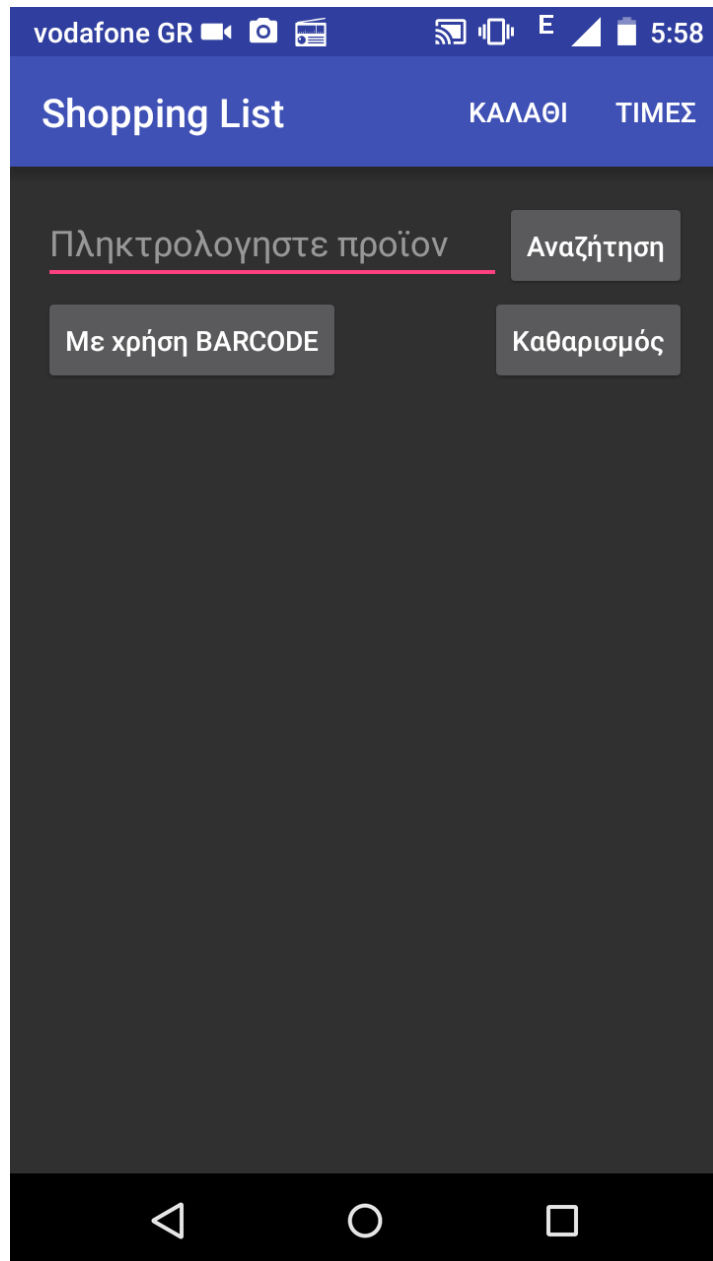 vodafone GR E 5:58
Shopping List ΚΑΛΑΘΙ ΤΙΜΕΣ
Πληκτρολογηστε προϊον Αναζήτηση
Με χρήση BARCODE Καθαρισμός